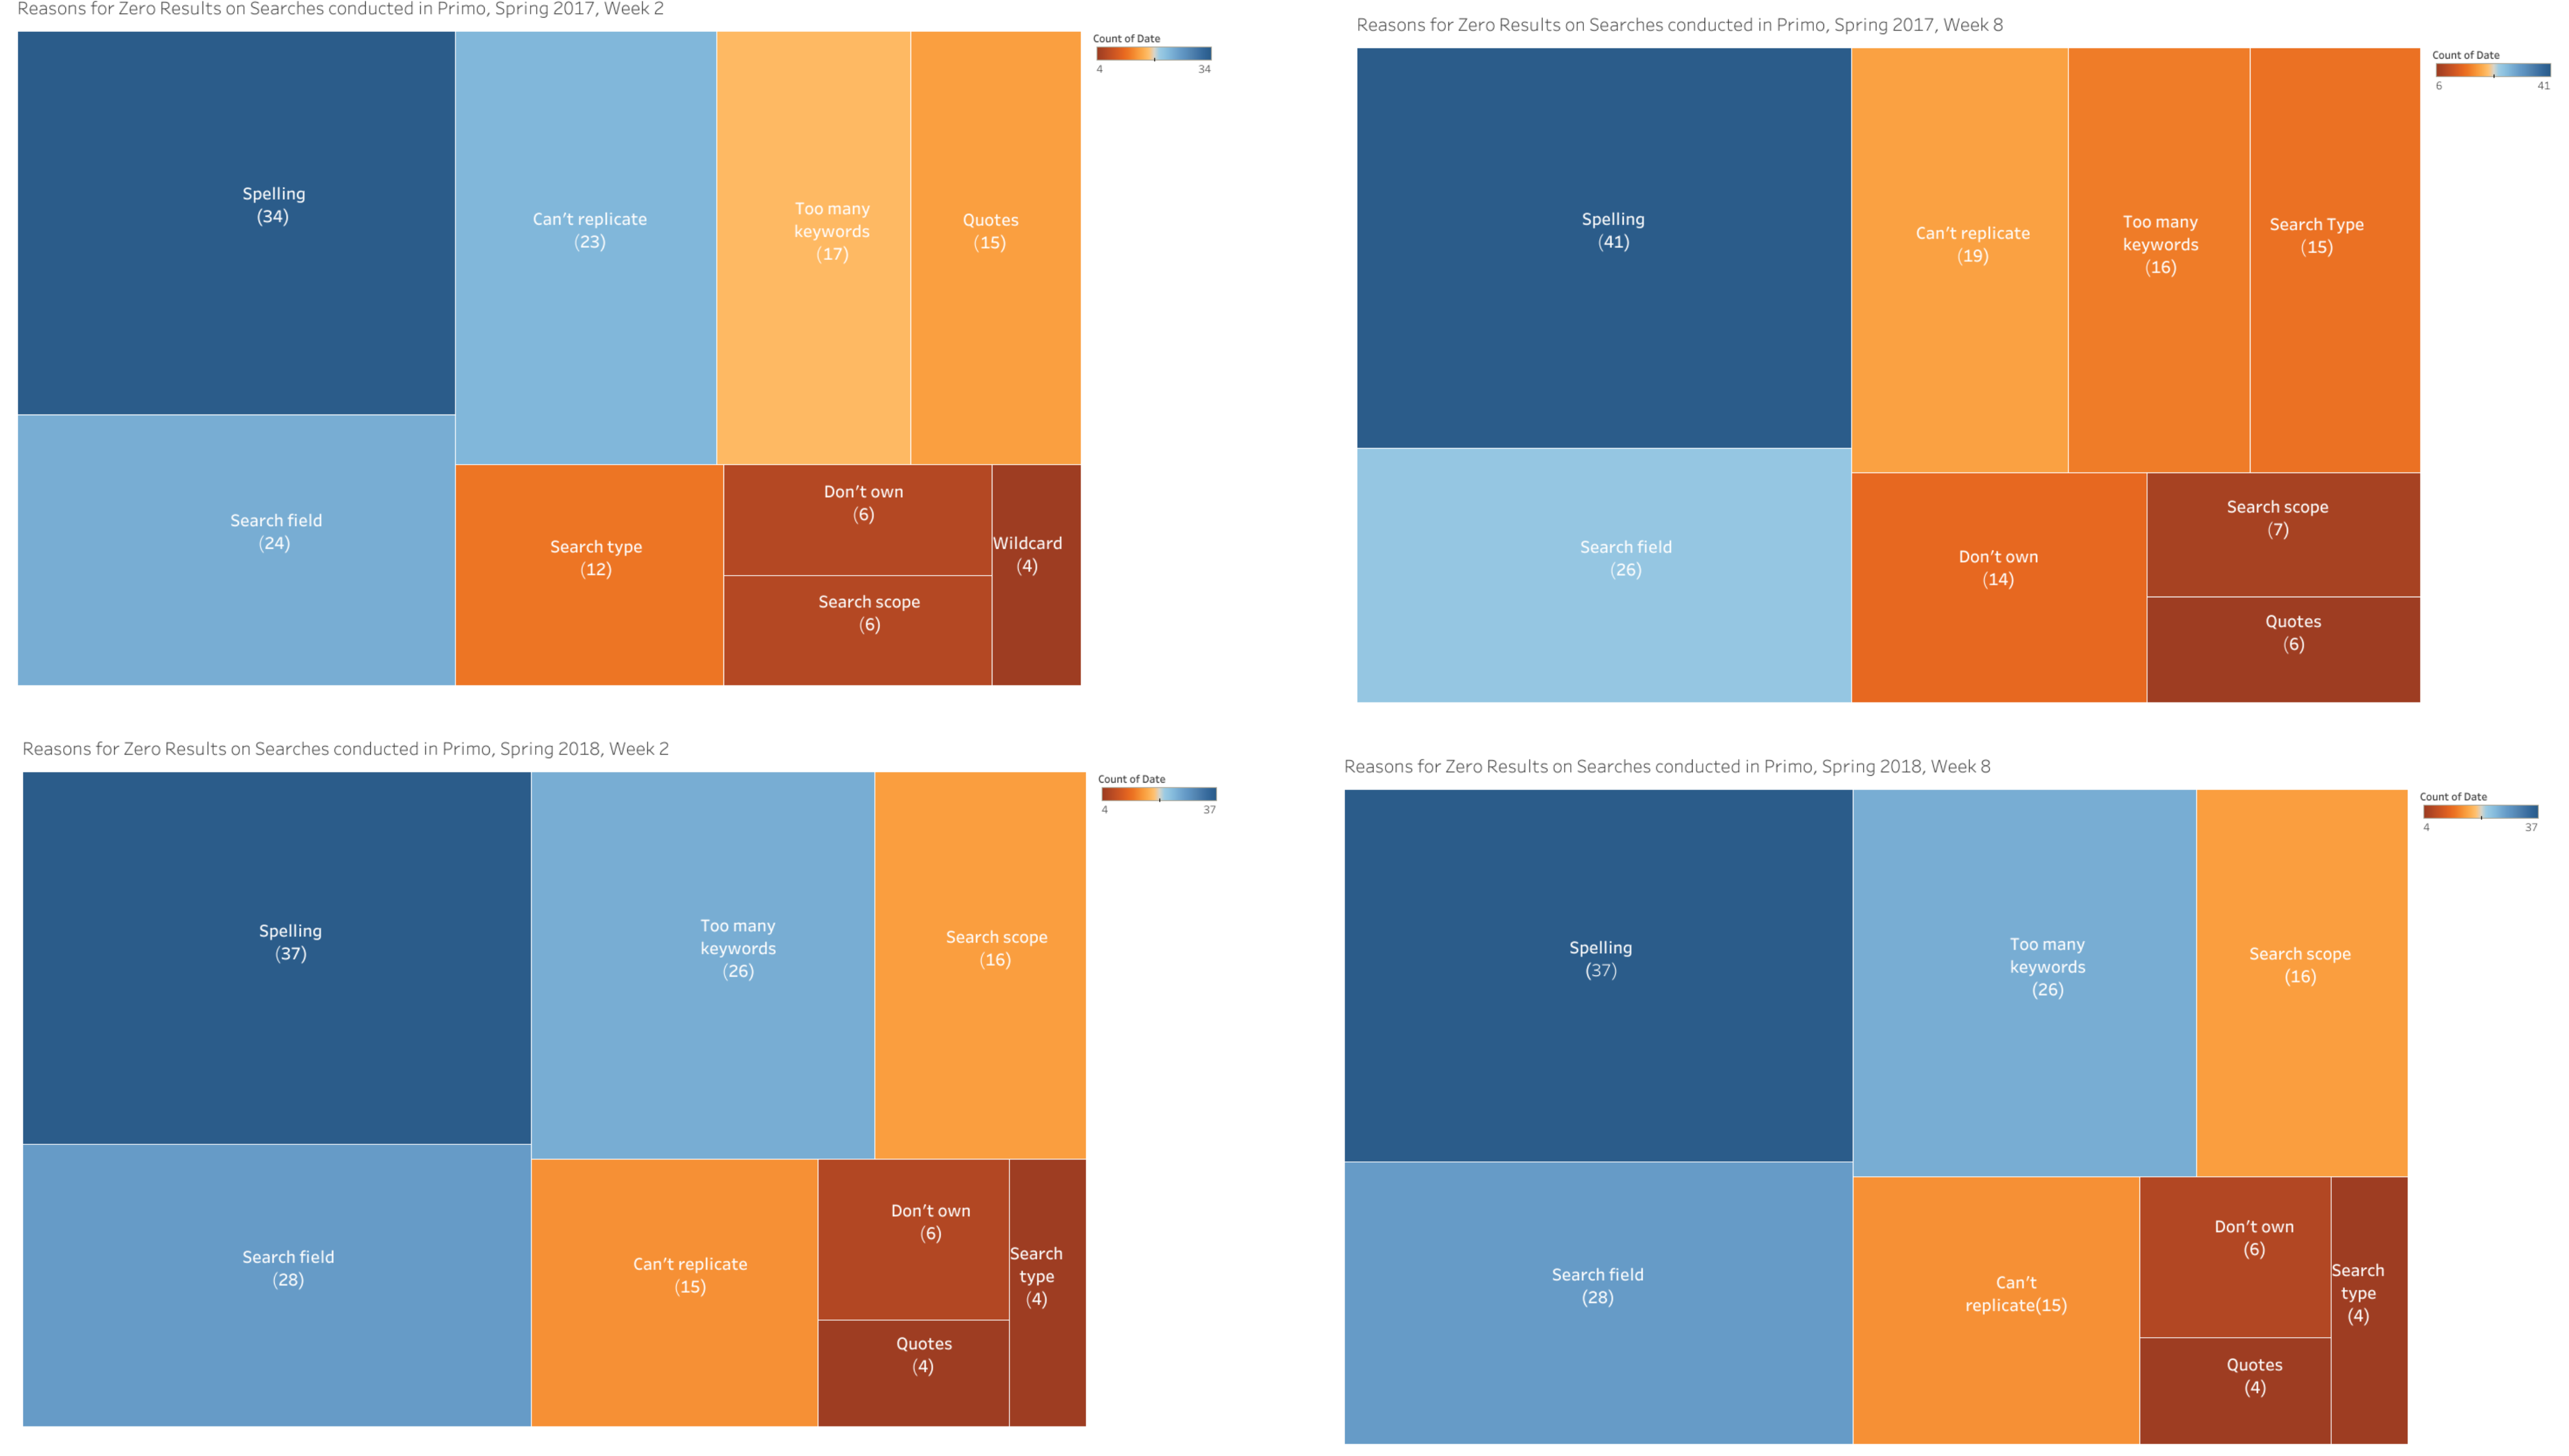 Reasons for Zero Results on Searches conducted in Primo, Spring 2017, Week 2
Count of Date
4 34
Spelling
(34)
Can't replicate
(23)
Too many
keywords
(17)
Quotes
(15)
Search field
(24)
Search type
(12)
Don't own
(6)
Search scope
(6)
Wildcard
(4)
Reasons for Zero Results on Searches conducted in Primo, Spring 2017, Week 8
Count of Date
6 41
Spelling
(41)
Can't replicate
(19)
Too many
keywords
(16)
Search Type
(15)
Search field
(26)
Don't own
(14)
Search scope
(7)
Quotes
(6)
Reasons for Zero Results on Searches conducted in Primo, Spring 2018, Week 2
Count of Date
4 37
Spelling
(37)
Too many
keywords
(26)
Search scope
(16)
Search field
(28)
Can't replicate
(15)
Don't own
(6)
Quotes
(4)
Search
type
(4)
Reasons for Zero Results on Searches conducted in Primo, Spring 2018, Week 8
Count of Date
4 37
Spelling
(37)
Too many
keywords
(26)
Search scope
(16)
Search field
(28)
Can't
replicate(15)
Don't own
(6)
Quotes
(4)
Search
type
(4)